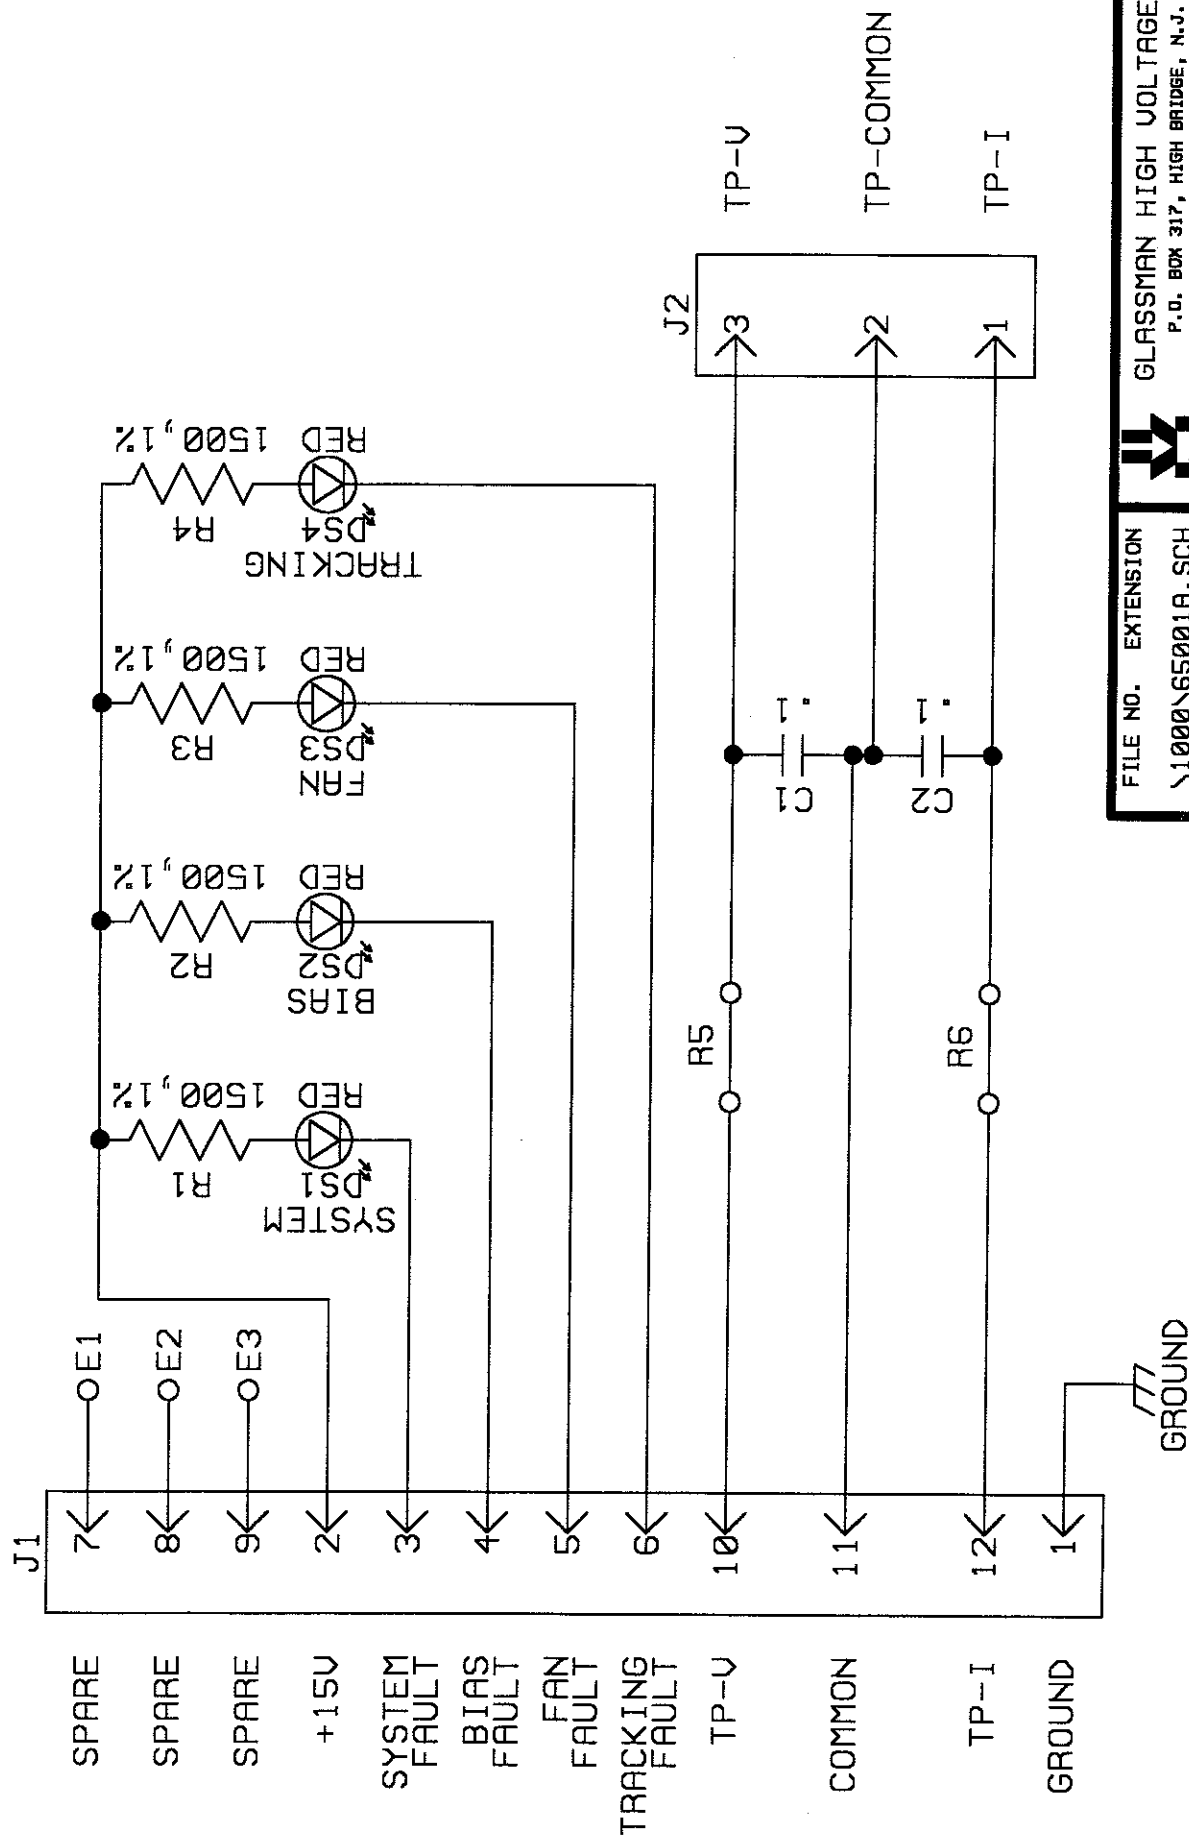 J1
SPARE
7
E1
SPARE
8
E2
SPARE
9
E3
+15V
2
SYSTEM
FAULT
3
BIAS
FAULT
4
FAN
FAULT
5
TRACKING
FAULT
6
TP-V
10
COMMON
11
TP-I
12
GROUND
1
GROUND
R1
1500,1%
DS1
RED
SYSTEM
R2
1500,1%
DS2
RED
BIAS
R3
1500,1%
DS3
RED
FAN
R4
1500,1%
DS4
RED
TRACKING
R5
R6
C1
.1
C2
.1
J2
3
TP-V
2
TP-COMMON
1
TP-I
FILE NO. EXTENSION
\1000\65001A.SCH
GLASSMAN HIGH VOLTAGE
P.O. BOX 317, HIGH BRIDGE, N.J.